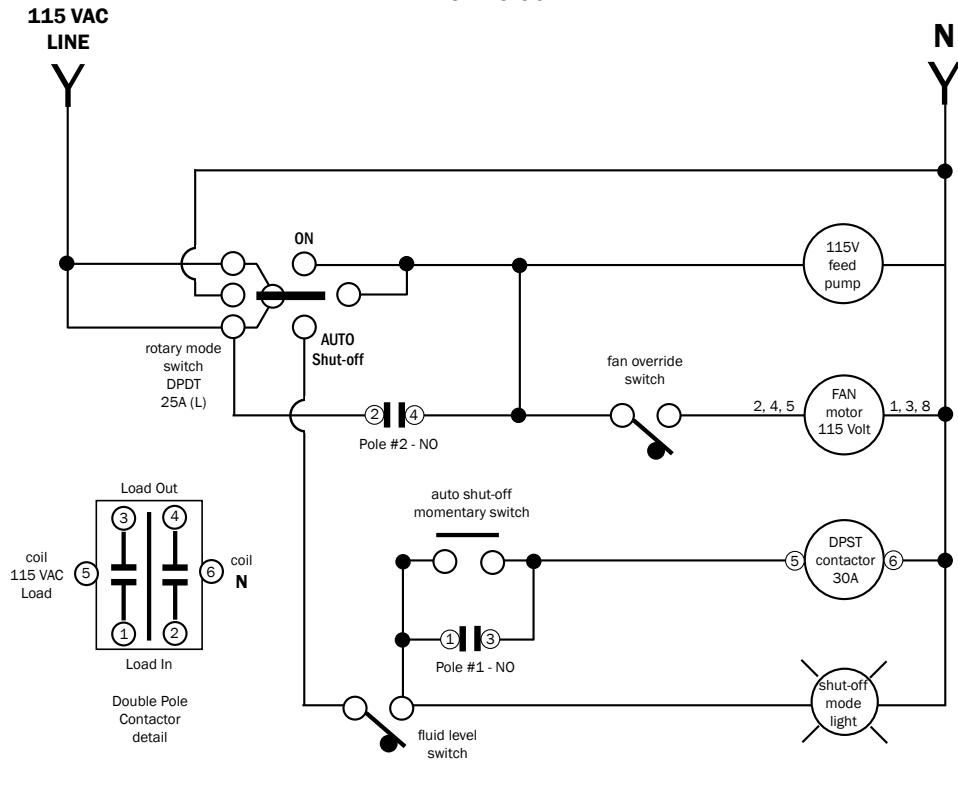 115 VAC
LINE
N
ON
115V
feed
pump
AUTO
Shut-off
rotary mode
switch
DPDT
25A (L)
fan override
switch
2, 4, 5
FAN
motor
115 Volt
1, 3, 8
2
4
Pole #2 - NO
Load Out
3
4
coil
115 VAC
Load
5
6
coil
N
1
2
Load In
Double Pole
Contactor
detail
auto shut-off
momentary switch
5
DPST
contactor
30A
6
1
3
Pole #1 - NO
shut-off
mode
light
fluid level
switch